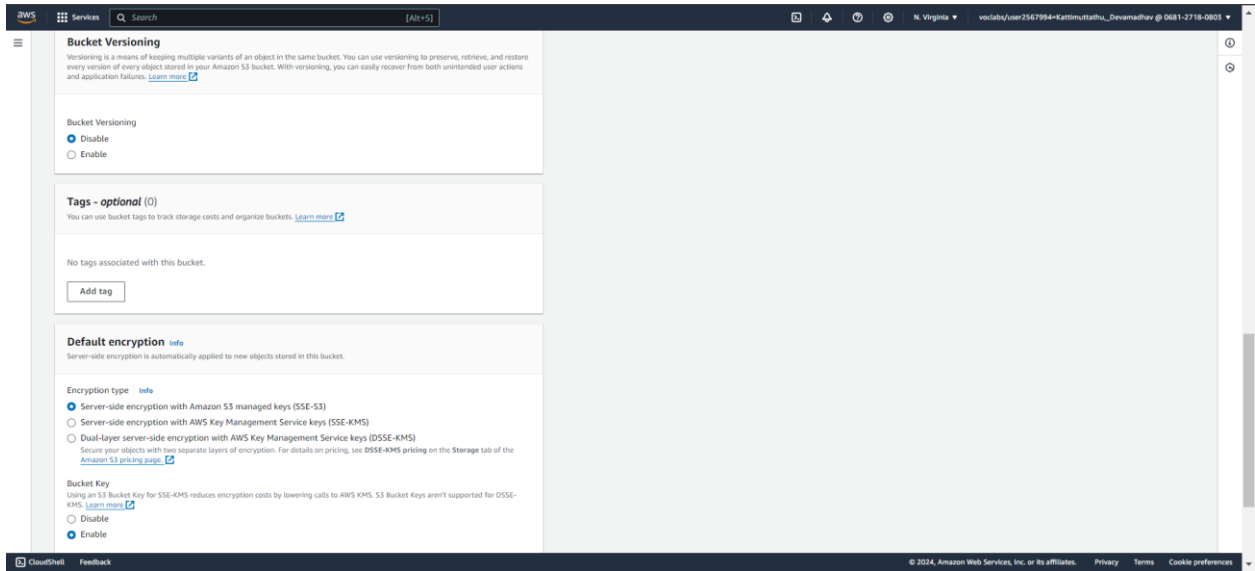 aws
Services
Search
[Alt+S]
N. Virginia
voclabs/user2567994=Kattimuttathu,_Devamadhav @ 0681-2718-0803
Bucket Versioning
Versioning is a means of keeping multiple variants of an object in the same bucket. You can use versioning to preserve, retrieve, and restore
every version of every object stored in your Amazon S3 bucket. With versioning, you can easily recover from both unintended user actions
and application failures. Learn more
Bucket Versioning
Disable
Enable
Tags - optional (0)
You can use bucket tags to track storage costs and organize buckets. Learn more
No tags associated with this bucket.
Add tag
Default encryption Info
Server-side encryption is automatically applied to new objects stored in this bucket.
Encryption type Info
Server-side encryption with Amazon S3 managed keys (SSE-S3)
Server-side encryption with AWS Key Management Service keys (SSE-KMS)
Dual-layer server-side encryption with AWS Key Management Service keys (DSSE-KMS)
Secure your objects with two separate layers of encryption. For details on pricing, see DSSE-KMS pricing on the Storage tab of the
Amazon S3 pricing page.
Bucket Key
Using an S3 Bucket Key for SSE-KMS reduces encryption costs by lowering calls to AWS KMS. S3 Bucket Keys aren't supported for DSSE-
KMS. Learn more
Disable
Enable
CloudShell
Feedback
© 2024, Amazon Web Services, Inc. or its affiliates.
Privacy
Terms
Cookie preferences